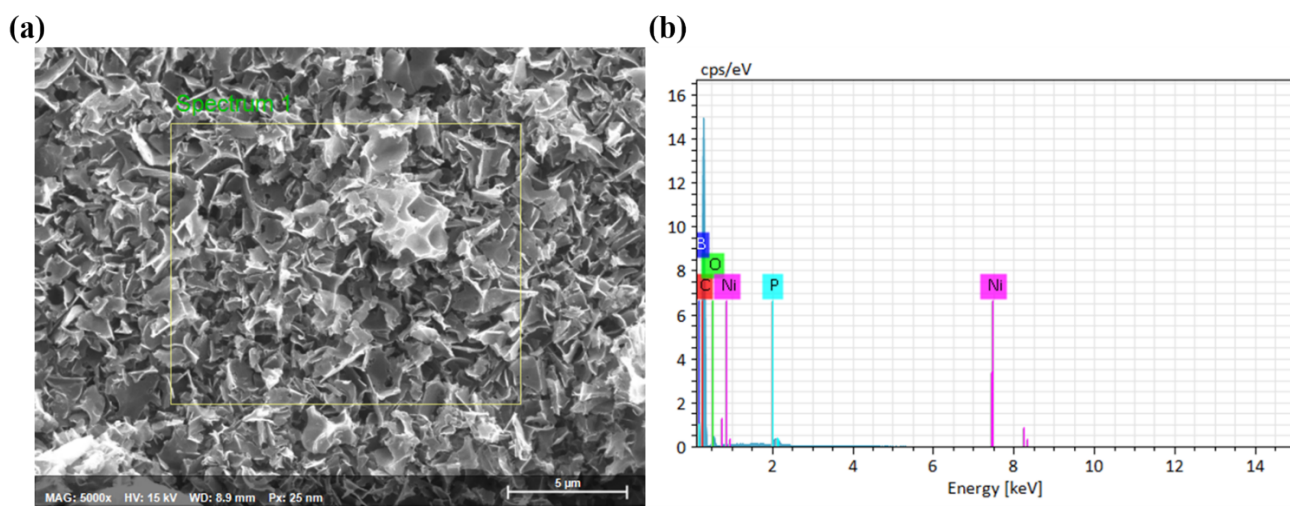 (a)
Spectrum 1
MAG: 5000x HV: 15 kV WD: 8.9 mm Px: 25 nm
5 µm
(b)
cps/eV
16
14
12
10
8
6
4
2
0
B
O
C
Ni
P
Ni
2
4
6
8
10
12
14
Energy [keV]